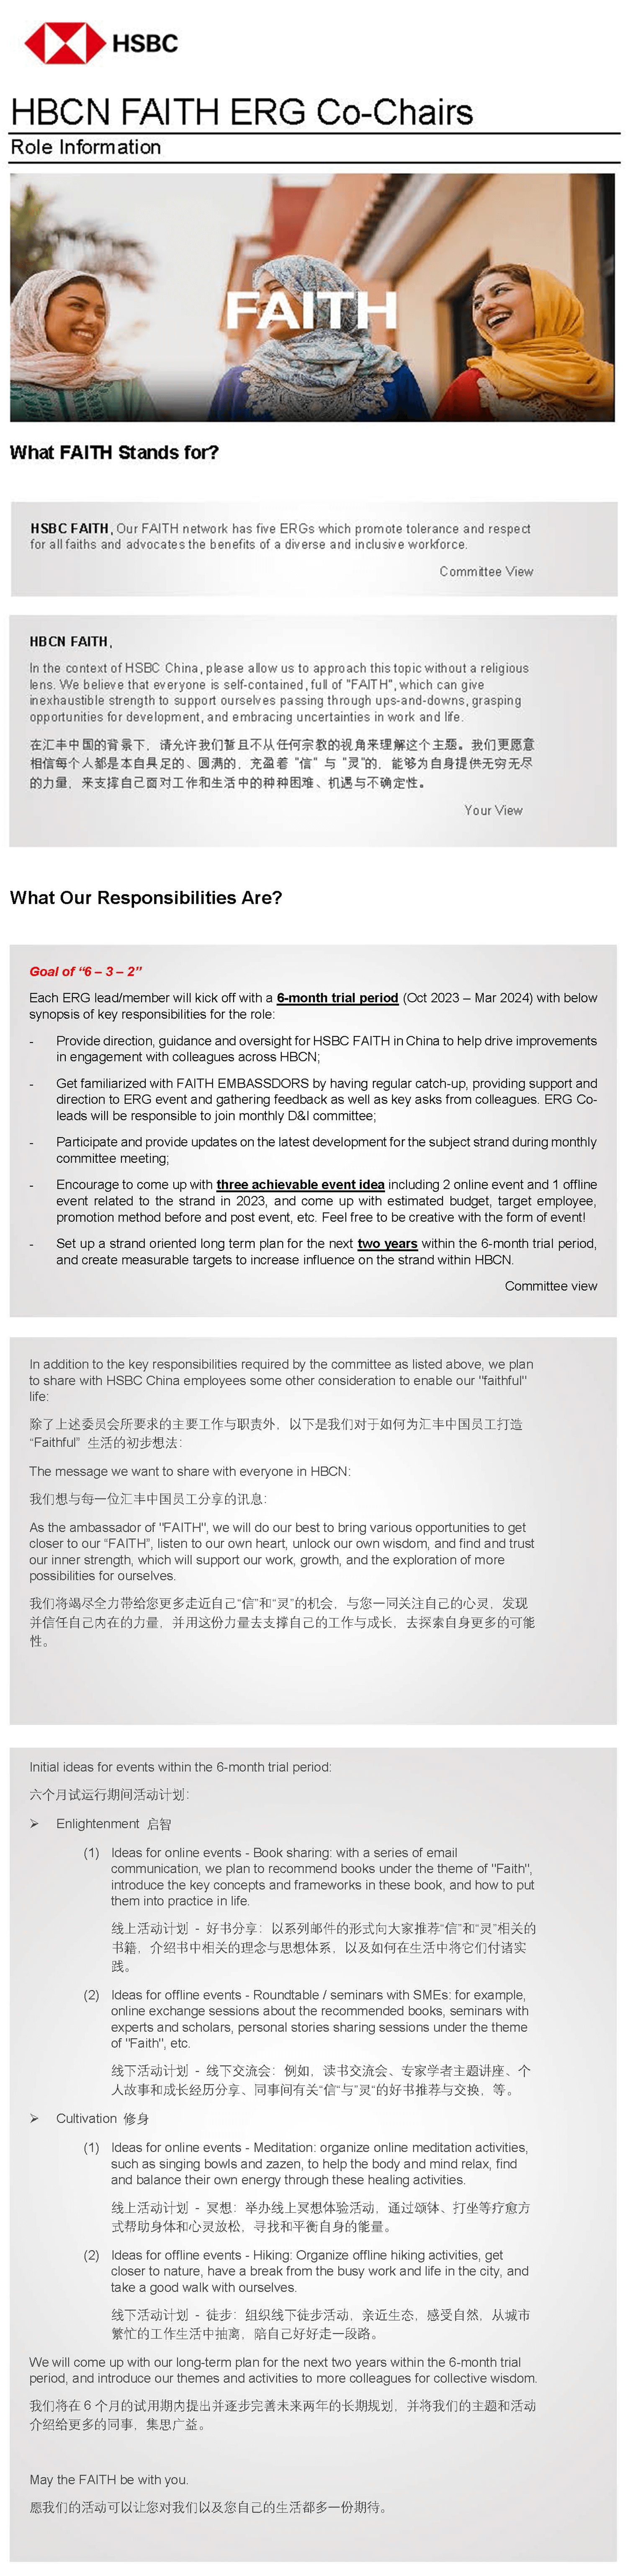 HSBC
HBCN FAITH ERG Co-Chairs
Role Information
FAITH
What FAITH Stands for?
HSBC FAITH, Our FAITH network has five ERGs which promote tolerance and respect
for all faiths and advocates the benefits of a diverse and inclusive workforce.
Committee View
HBCN FAITH,
In the context of HSBC China, please allow us to approach this topic without a religious
lens. We believe that everyone is self-contained, full of "FAITH", which can give
inexhaustible strength to support ourselves passing through ups-and-downs, grasping
opportunities for development, and embracing uncertainties in work and life.
在汇丰中国的背景下，请允许我们暂且不从任何宗教的视角来理解这个主题。我们更愿意
相信每个人都是本自具足的、圆满的，充盈着 "信" 与 "灵"的，能够为自身提供无穷无尽
的力量，来支撑自己面对工作和生活中的种种困难、机遇与不确定性。
Your View
What Our Responsibilities Are?
Goal of “6 – 3 – 2”
Each ERG lead/member will kick off with a 6-month trial period (Oct 2023 – Mar 2024) with below
synopsis of key responsibilities for the role:
- Provide direction, guidance and oversight for HSBC FAITH in China to help drive improvements
in engagement with colleagues across HBCN;
- Get familiarized with FAITH EMBASSDORS by having regular catch-up, providing support and
direction to ERG event and gathering feedback as well as key asks from colleagues. ERG Co-
leads will be responsible to join monthly D&I committee;
- Participate and provide updates on the latest development for the subject strand during monthly
committee meeting;
- Encourage to come up with three achievable event idea including 2 online event and 1 offline
event related to the strand in 2023, and come up with estimated budget, target employee,
promotion method before and post event, etc. Feel free to be creative with the form of event!
- Set up a strand oriented long term plan for the next two years within the 6-month trial period,
and create measurable targets to increase influence on the strand within HBCN.
Committee view
In addition to the key responsibilities required by the committee as listed above, we plan
to share with HSBC China employees some other consideration to enable our "faithful"
life:
除了上述委员会所要求的主要工作与职责外，以下是我们对于如何为汇丰中国员工打造
“Faithful” 生活的初步想法：
The message we want to share with everyone in HBCN:
我们想与每一位汇丰中国员工分享的讯息：
As the ambassador of "FAITH", we will do our best to bring various opportunities to get
closer to our “FAITH”, listen to our own heart, unlock our own wisdom, and find and trust
our inner strength, which will support our work, growth, and the exploration of more
possibilities for ourselves.
我们将竭尽全力带给您更多走近自己“信”和“灵”的机会，与您一同关注自己的心灵，发现
并信任自己内在的力量，并用这份力量去支撑自己的工作与成长，去探索自身更多的可能
性。
Initial ideas for events within the 6-month trial period:
六个月试运行期间活动计划：
➢ Enlightenment 启智
(1) Ideas for online events - Book sharing: with a series of email
communication, we plan to recommend books under the theme of "Faith",
introduce the key concepts and frameworks in these book, and how to put
them into practice in life.
线上活动计划 - 好书分享：以系列邮件的形式向大家推荐“信”和“灵”相关的
书籍，介绍书中相关的理念与思想体系，以及如何在生活中将它们付诸实
践。
(2) Ideas for offline events - Roundtable / seminars with SMEs: for example,
online exchange sessions about the recommended books, seminars with
experts and scholars, personal stories sharing sessions under the theme
of "Faith", etc.
线下活动计划 - 线下交流会：例如，读书交流会、专家学者主题讲座、个
人故事和成长经历分享、同事间有关“信“与”灵“的好书推荐与交换，等。
➢ Cultivation 修身
(1) Ideas for online events - Meditation: organize online meditation activities,
such as singing bowls and zazen, to help the body and mind relax, find
and balance their own energy through these healing activities.
线上活动计划 - 冥想：举办线上冥想体验活动，通过颂钵、打坐等疗愈方
式帮助身体和心灵放松，寻找和平衡自身的能量。
(2) Ideas for offline events - Hiking: Organize offline hiking activities, get
closer to nature, have a break from the busy work and life in the city, and
take a good walk with ourselves.
线下活动计划 - 徒步：组织线下徒步活动，亲近生态，感受自然，从城市
繁忙的工作生活中抽离，陪自己好好走一段路。
We will come up with our long-term plan for the next two years within the 6-month trial
period, and introduce our themes and activities to more colleagues for collective wisdom.
我们将在 6 个月的试用期内提出并逐步完善未来两年的长期规划，并将我们的主题和活动
介绍给更多的同事，集思广益。
May the FAITH be with you.
愿我们的活动可以让您对我们以及您自己的生活都多一份期待。